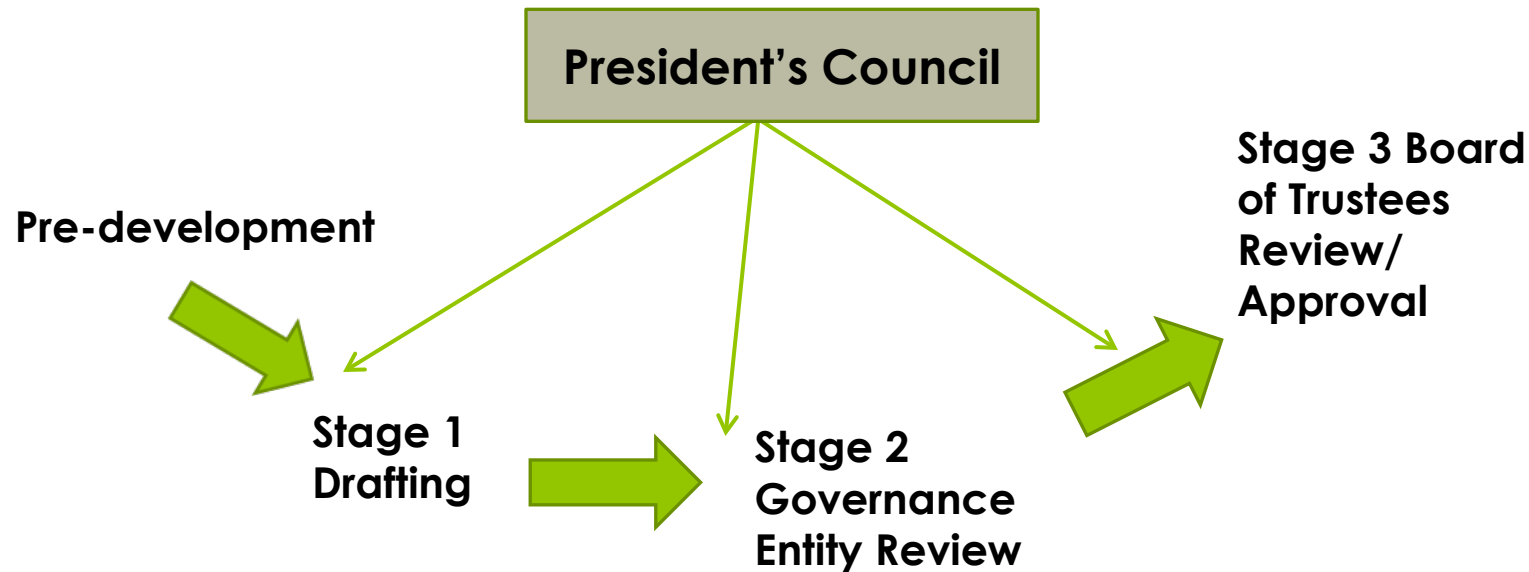 President’s Council
Pre-development
Stage 1
Drafting
Stage 2
Governance
Entity Review
Stage 3 Board
of Trustees
Review/
Approval